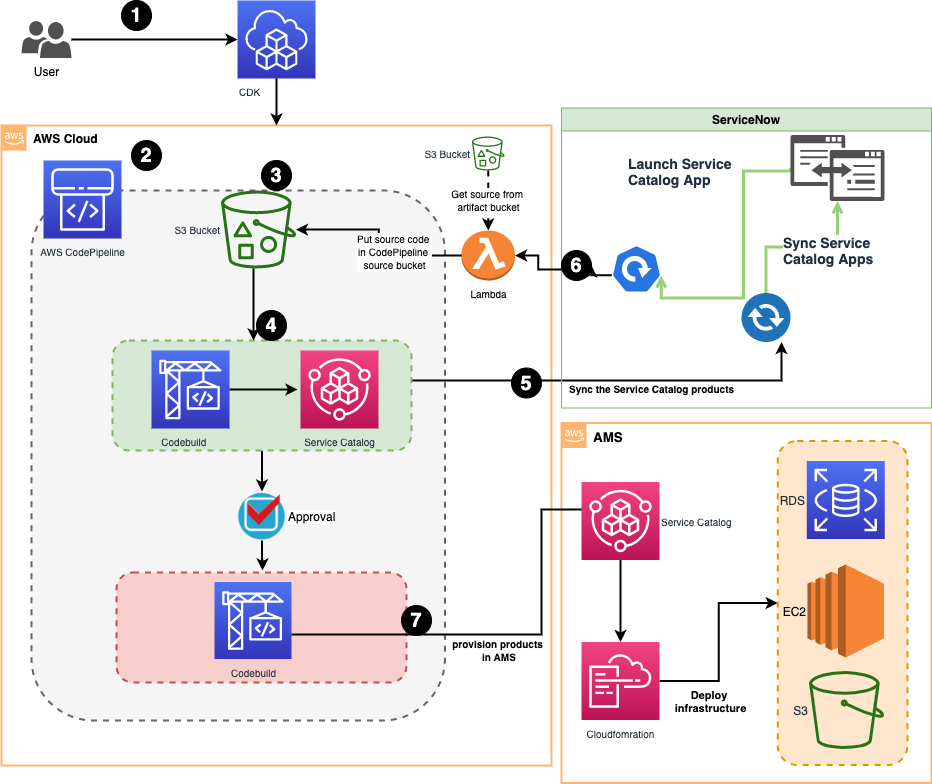 1
User
CDK
aws
AWS Cloud
2
AWS CodePipeline
3
S3 Bucket
S3 Bucket
Get source from
artifact bucket
Put source code
in CodePipeline
source bucket
Lambda
6
ServiceNow
Launch Service
Catalog App
Sync Service
Catalog Apps
4
Codebuild
Service Catalog
5
Sync the Service Catalog products
Approval
Codebuild
7
provision products
in AMS
aws
AMS
Service Catalog
Cloudfomration
Deploy
infrastructure
RDS
EC2
S3